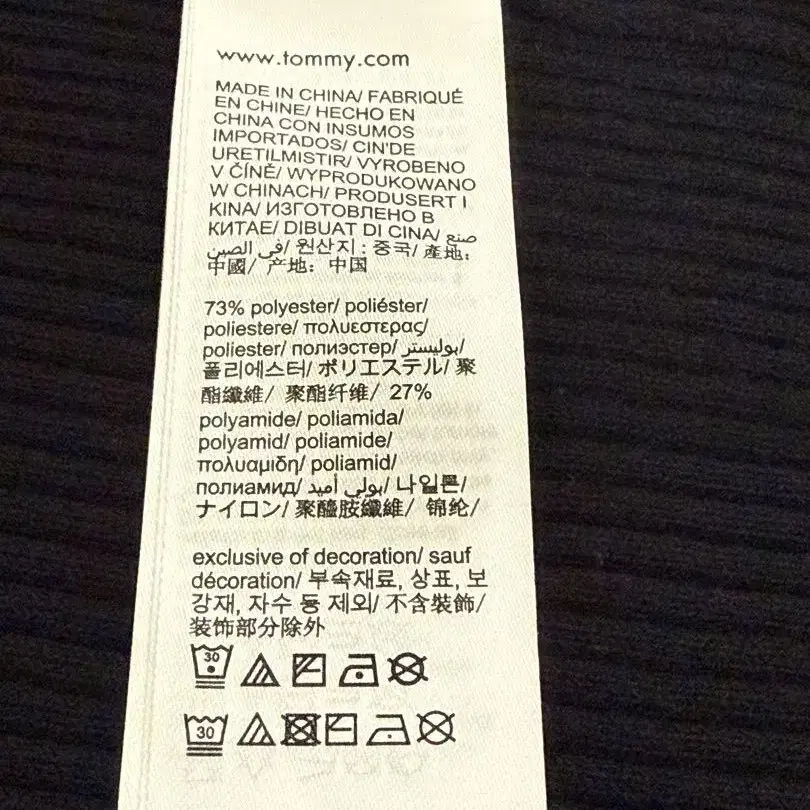 www.tommy.com
MADE IN CHINA/ FABRIQUÉ
EN CHINE/ HECHO EN
CHINA CON INSUMOS
IMPORTADOS/ CIN'DE
URETILMISTIR/ VYROBENO
V ČÍNĚ/ WYPRODUKOWANO
W CHINACH/ PRODUSERT I
KINA/ ИЗГОТОВЛЕНО В
КИТАЕ/ DIBUAT DI CINA/ صنع
في الصين/ 원산지 : 중국/ 產地:
中國/ 产地: 中国
73% polyester/ poliéster/
poliestere/ πολυεστερας/
poliester/ полиэстер/ بوليستر/
폴리에스터/ ポリエステル/ 聚
酯纖維/ 聚酯纤维/ 27%
polyamide/ poliamida/
polyamid/ poliamide/
πολυαμιδη/ poliamid/
полиамид/ بولي أميد/ 나일론/
ナイロン/ 聚醯胺纖維/ 锦纶/
exclusive of decoration/ sauf
décoration/ 부속재료, 상표, 보
강재, 자수 등 제외/ 不含裝飾/
装饰部分除外
30
30